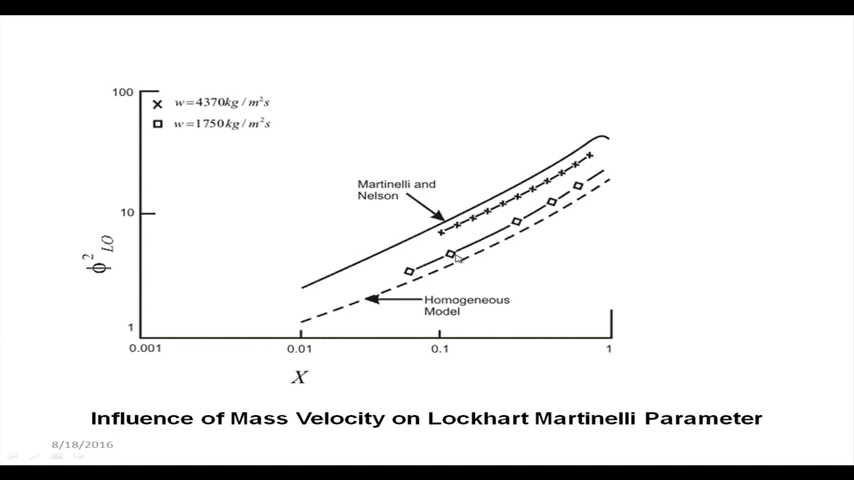 100
w=4370kg/m²s
w=1750kg/m²s
Martinelli and
Nelson
10
ϕ²LO
Homogeneous
Model
1
0.001
0.01
0.1
1
X
Influence of Mass Velocity on Lockhart Martinelli Parameter
8/18/2016